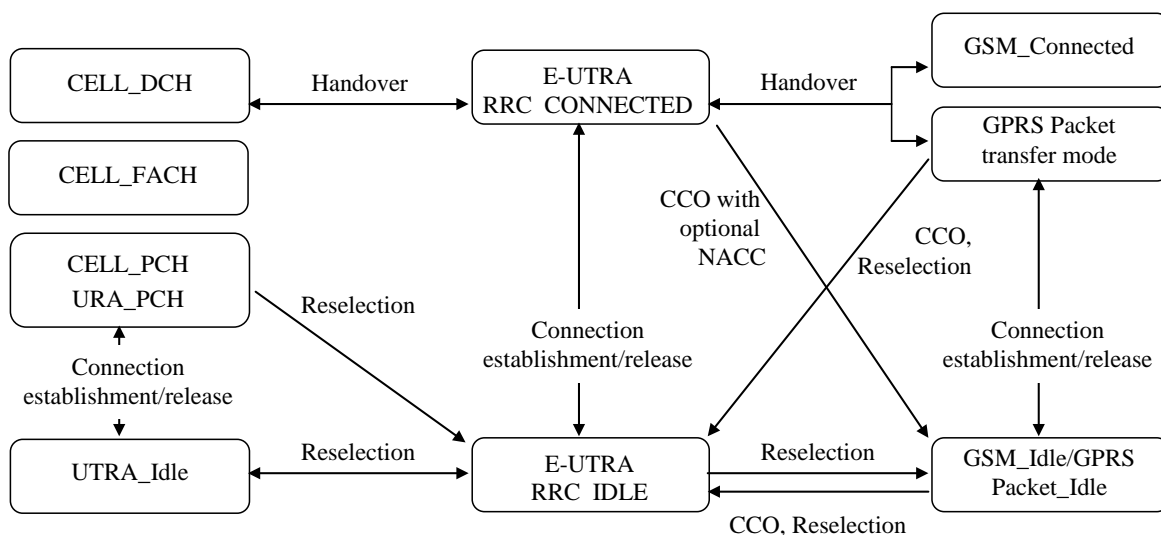 GSM_Connected
CELL_DCH
Handover
E-UTRA
RRC CONNECTED
Handover
GPRS Packet
transfer mode
CELL_FACH
CCO with
optional
NACC
CCO,
Reselection
CELL_PCH
URA_PCH
Reselection
Connection
establishment/release
Connection
establishment/release
Connection
establishment/release
UTRA_Idle
Reselection
E-UTRA
RRC IDLE
Reselection
GSM_Idle/GPRS
Packet_Idle
CCO, Reselection